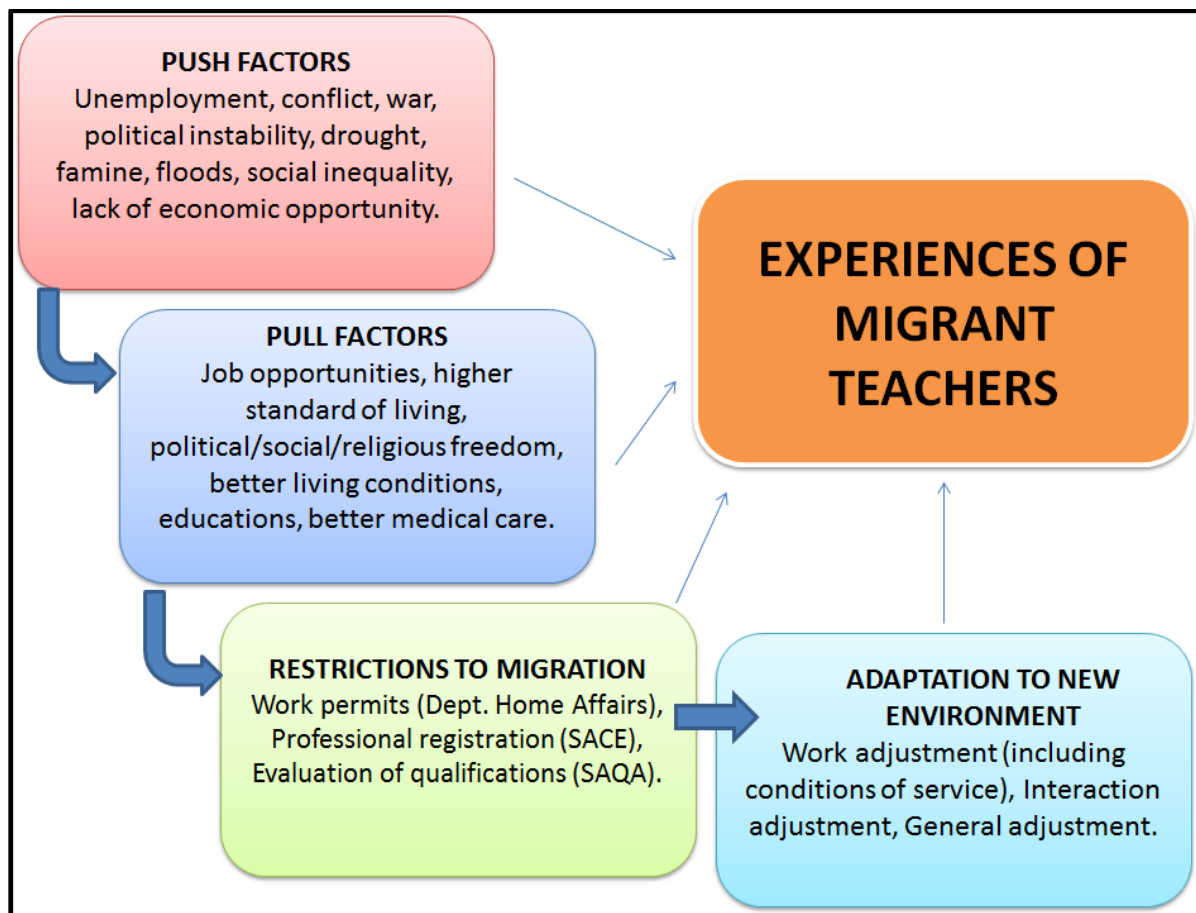 PUSH FACTORS
Unemployment, conflict, war,
political instability, drought,
famine, floods, social inequality,
lack of economic opportunity.
EXPERIENCES OF
MIGRANT
TEACHERS
PULL FACTORS
Job opportunities, higher
standard of living,
political/social/religious freedom,
better living conditions,
educations, better medical care.
RESTRICTIONS TO MIGRATION
Work permits (Dept. Home Affairs),
Professional registration (SACE),
Evaluation of qualifications (SAQA).
ADAPTATION TO NEW
ENVIRONMENT
Work adjustment (including
conditions of service), Interaction
adjustment, General adjustment.